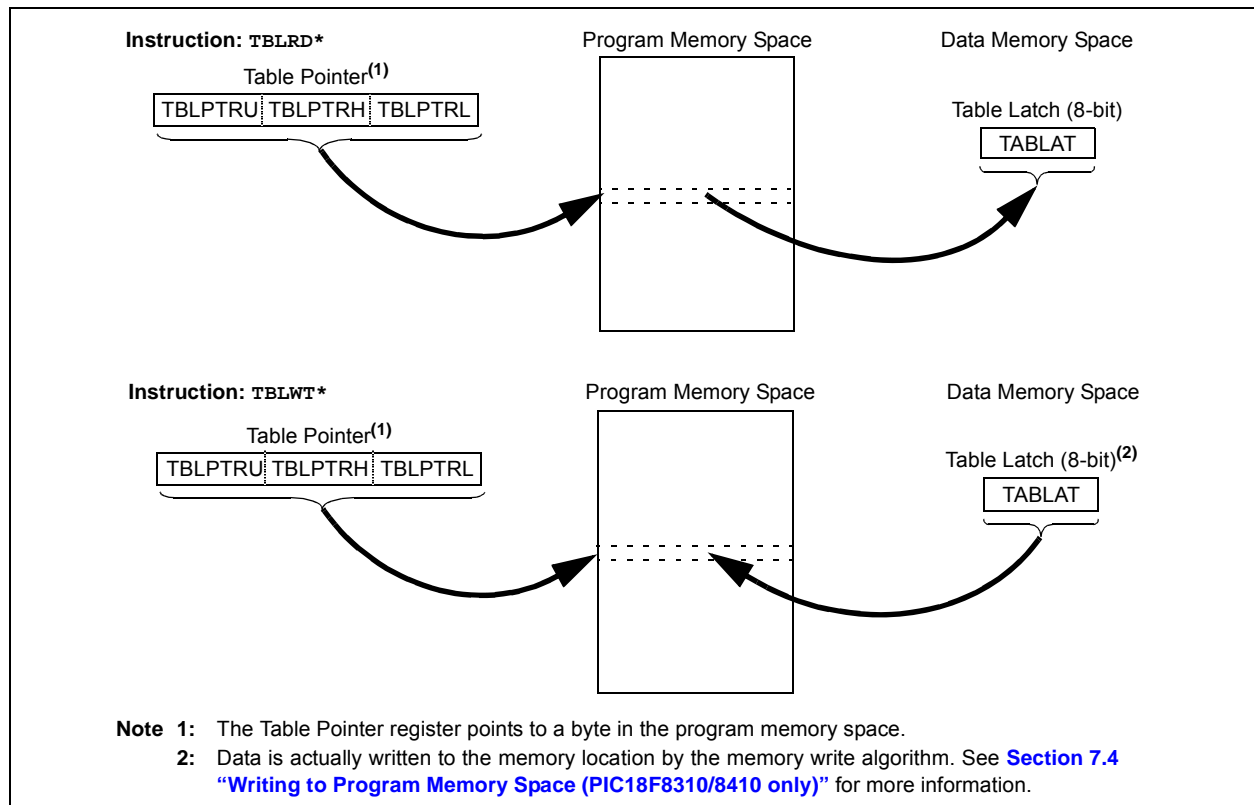 Instruction: TBLRD* Program Memory Space Data Memory Space
Table Pointer(1)
TBLPTRU TBLPTRH TBLPTRL
Table Latch (8-bit)
TABLAT
Instruction: TBLWT* Program Memory Space Data Memory Space
Table Pointer(1)
TBLPTRU TBLPTRH TBLPTRL
Table Latch (8-bit)(2)
TABLAT
Note 1: The Table Pointer register points to a byte in the program memory space.
2: Data is actually written to the memory location by the memory write algorithm. See Section 7.4
“Writing to Program Memory Space (PIC18F8310/8410 only)” for more information.